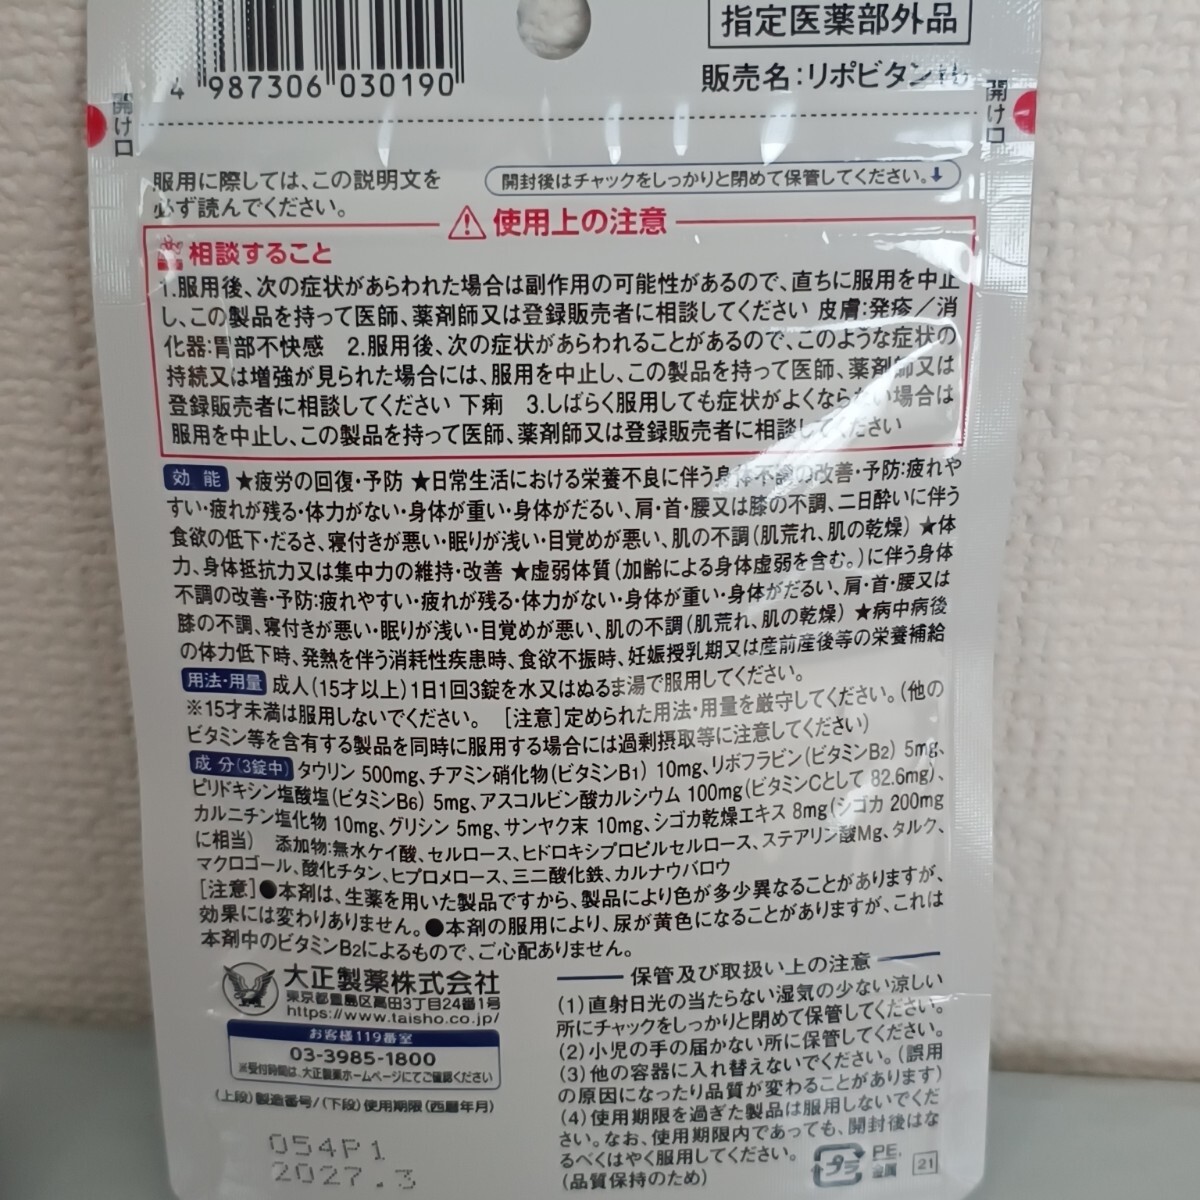 指定医薬部外品
4 987306 030190
販売名:リポビタン
開け口
開け口
服用に際しては、この説明文を
必ず読んでください。
開封後はチャックをしっかりと閉めて保管してください。↓
使用上の注意
相談すること
1.服用後、次の症状があらわれた場合は副作用の可能性があるので、直ちに服用を中止
し、この製品を持って医師、薬剤師又は登録販売者に相談してください 皮膚:発疹/消
化器:胃部不快感 2.服用後、次の症状があらわれることがあるので、このような症状の
持続又は増強が見られた場合には、服用を中止し、この製品を持って医師、薬剤師又は
登録販売者に相談してください 下痢 3.しばらく服用しても症状がよくならない場合は
服用を中止し、この製品を持って医師、薬剤師又は登録販売者に相談してください
効能 ★疲労の回復・予防 ★日常生活における栄養不良に伴う身体不調の改善・予防:疲れや
すい・疲れが残る・体力がない・身体が重い・身体がだるい、肩・首・腰又は膝の不調、二日酔いに伴う
食欲の低下・だるさ、寝付きが悪い・眠りが浅い・目覚めが悪い、肌の不調(肌荒れ、肌の乾燥) ★体
力、身体抵抗力又は集中力の維持・改善 ★虚弱体質(加齢による身体虚弱を含む。)に伴う身体
不調の改善・予防:疲れやすい・疲れが残る・体力がない・身体が重い・身体がだるい、肩・首・腰又は
膝の不調、寝付きが悪い・眠りが浅い・目覚めが悪い、肌の不調(肌荒れ、肌の乾燥) ★病中病後
の体力低下時、発熱を伴う消耗性疾患時、食欲不振時、妊娠授乳期又は産前産後等の栄養補給
用法・用量 成人(15才以上)1日1回3錠を水又はぬるま湯で服用してください。
※15才未満は服用しないでください。 [注意]定められた用法・用量を厳守してください。(他の
ビタミン等を含有する製品を同時に服用する場合には過剰摂取等に注意してください)
成分(3錠中) タウリン 500mg、チアミン硝化物(ビタミンB1) 10mg、リボフラビン(ビタミンB2) 5mg、
ピリドキシン塩酸塩(ビタミンB6) 5mg、アスコルビン酸カルシウム 100mg(ビタミンCとして 82.6mg)、
カルニチン塩化物 10mg、グリシン 5mg、サンヤク末 10mg、シゴカ乾燥エキス 8mg(シゴカ 200mg
に相当) 添加物:無水ケイ酸、セルロース、ヒドロキシプロピルセルロース、ステアリン酸Mg、タルク、
マクロゴール、酸化チタン、ヒプロメロース、三二酸化鉄、カルナウバロウ
[注意]●本剤は、生薬を用いた製品ですから、製品により色が多少異なることがありますが、
効果には変わりありません。●本剤の服用により、尿が黄色になることがありますが、これは
本剤中のビタミンB2によるもので、ご心配ありません。
大正製薬株式会社
東京都豊島区高田3丁目24番1号
https://www.taisho.co.jp/
お客様119番室
03-3985-1800
※受付時間は、大正製薬ホームページにてご確認ください
(上段)製造番号/(下段)使用期限(西暦年月)
054P1
2027.3
保管及び取扱い上の注意
(1)直射日光の当たらない湿気の少ない涼しい
所にチャックをしっかりと閉めて保管してください。
(2)小児の手の届かない所に保管してください。
(3)他の容器に入れ替えないでください。(誤用
の原因になったり品質が変わることがあります)
(4)使用期限を過ぎた製品は服用しないでくだ
さい。なお、使用期限内であっても、開封後はな
るべくはやく服用してください。
(品質保持のため)
プラ
PE,
金属
21